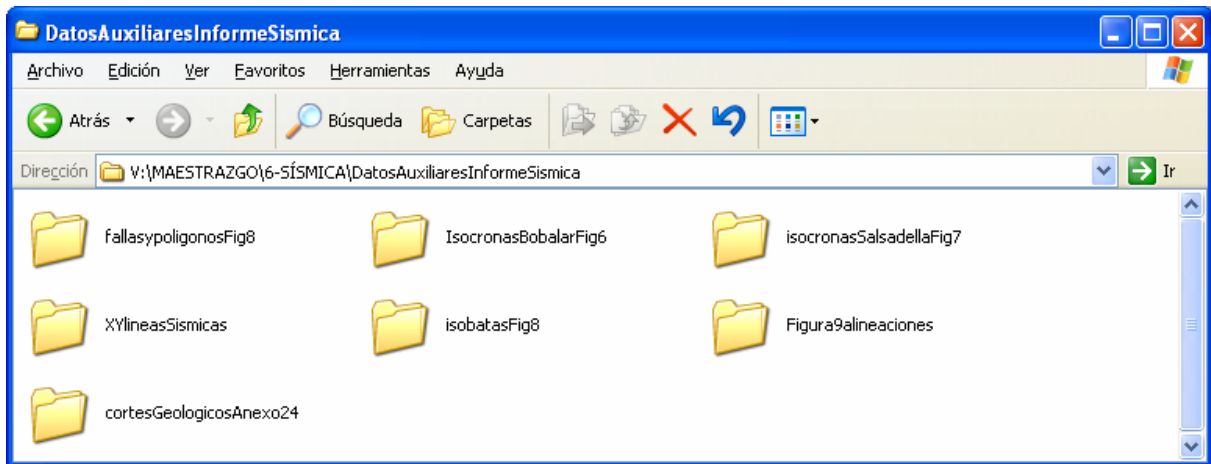 DatosAuxiliaresInformeSismica
Archivo Edición Ver Favoritos Herramientas Ayuda
Atrás Búsqueda Carpetas
Dirección V:\MAESTRAZGO\6-SÍSMICA\DatosAuxiliaresInformeSismica Ir
fallasypoligonosFig8 IsocronasBobalarFig6 isocronasSalsadellaFig7
XYlineasSismicas isobatasFig8 Figura9alineaciones
cortesGeologicosAnexo24